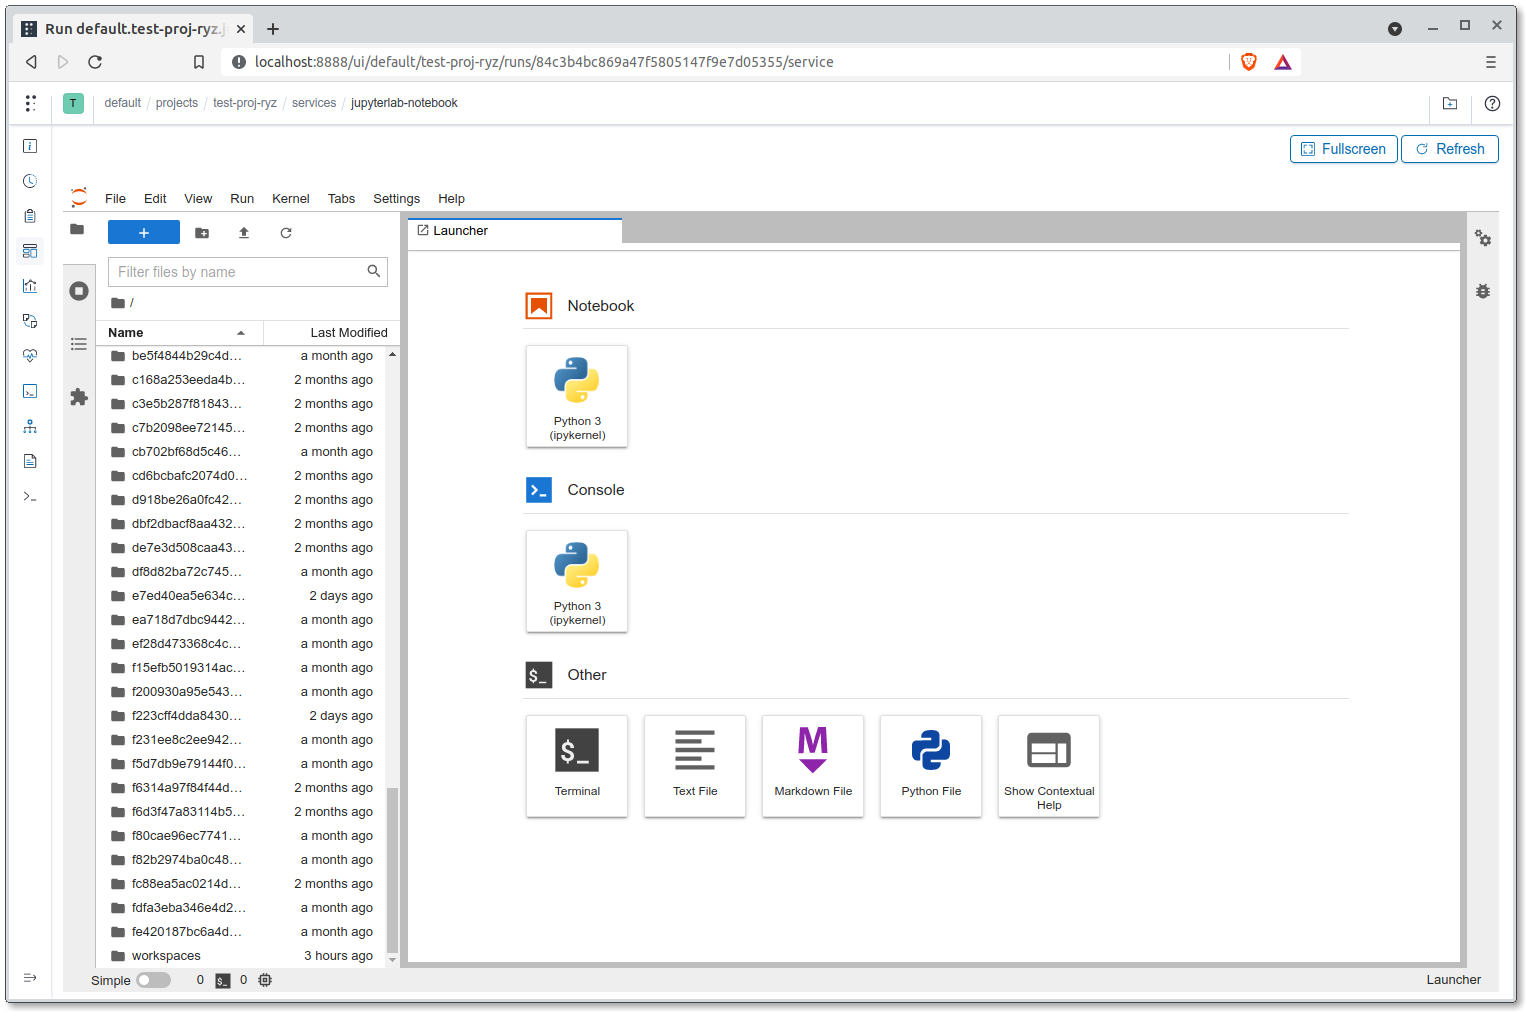 Run default.test-proj-ryz.j
localhost:8888/ui/default/test-proj-ryz/runs/84c3b4bc869a47f5805147f9e7d05355/service
T default / projects / test-proj-ryz / services / jupyterlab-notebook
Fullscreen Refresh
File Edit View Run Kernel Tabs Settings Help
Launcher
Filter files by name
/
Name Last Modified
be5f4844b29c4d… a month ago
c168a253eeda4b… 2 months ago
c3e5b287f81843… 2 months ago
c7b2098ee72145… 2 months ago
cb702bf68d5c46… a month ago
cd6bcbafc2074d0… 2 months ago
d918be26a0fc42… 2 months ago
dbf2dbacf8aa432… 2 months ago
de7e3d508caa43… 2 months ago
df8d82ba72c745… a month ago
e7ed40ea5e634c… 2 days ago
ea718d7dbc9442… a month ago
ef28d473368c4c… a month ago
f15efb5019314ac… a month ago
f200930a95e543… a month ago
f223cff4dda8430… 2 days ago
f231ee8c2ee942… a month ago
f5d7db9e79144f0… a month ago
f6314a97f84f44d… 2 months ago
f6d3f47a83114b5… 2 months ago
f80cae96ec7741… a month ago
f82b2974ba0c48… a month ago
fc88ea5ac0214d… 2 months ago
fdfa3eba346e4d2… a month ago
fe420187bc6a4d… a month ago
workspaces 3 hours ago
Notebook
Python 3
(ipykernel)
Console
Python 3
(ipykernel)
$_ Other
$_
Terminal
Text File
M
Markdown File
Python File
Show Contextual
Help
Simple 0 $_ 0 Launcher